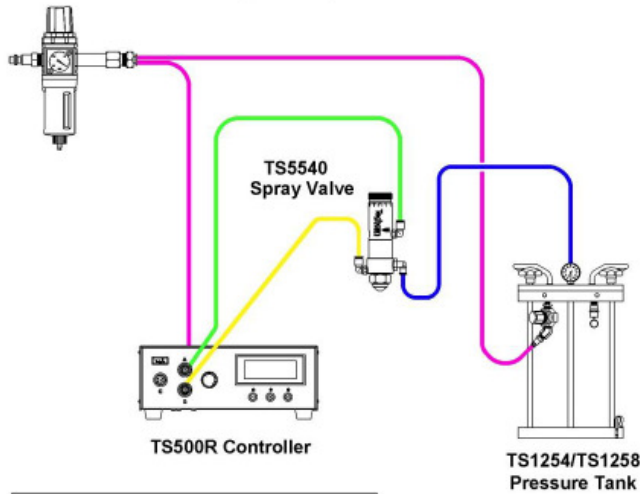 TS5540
Spray Valve
A
C
B
TS500R Controller
TS1254/TS1258
Pressure Tank